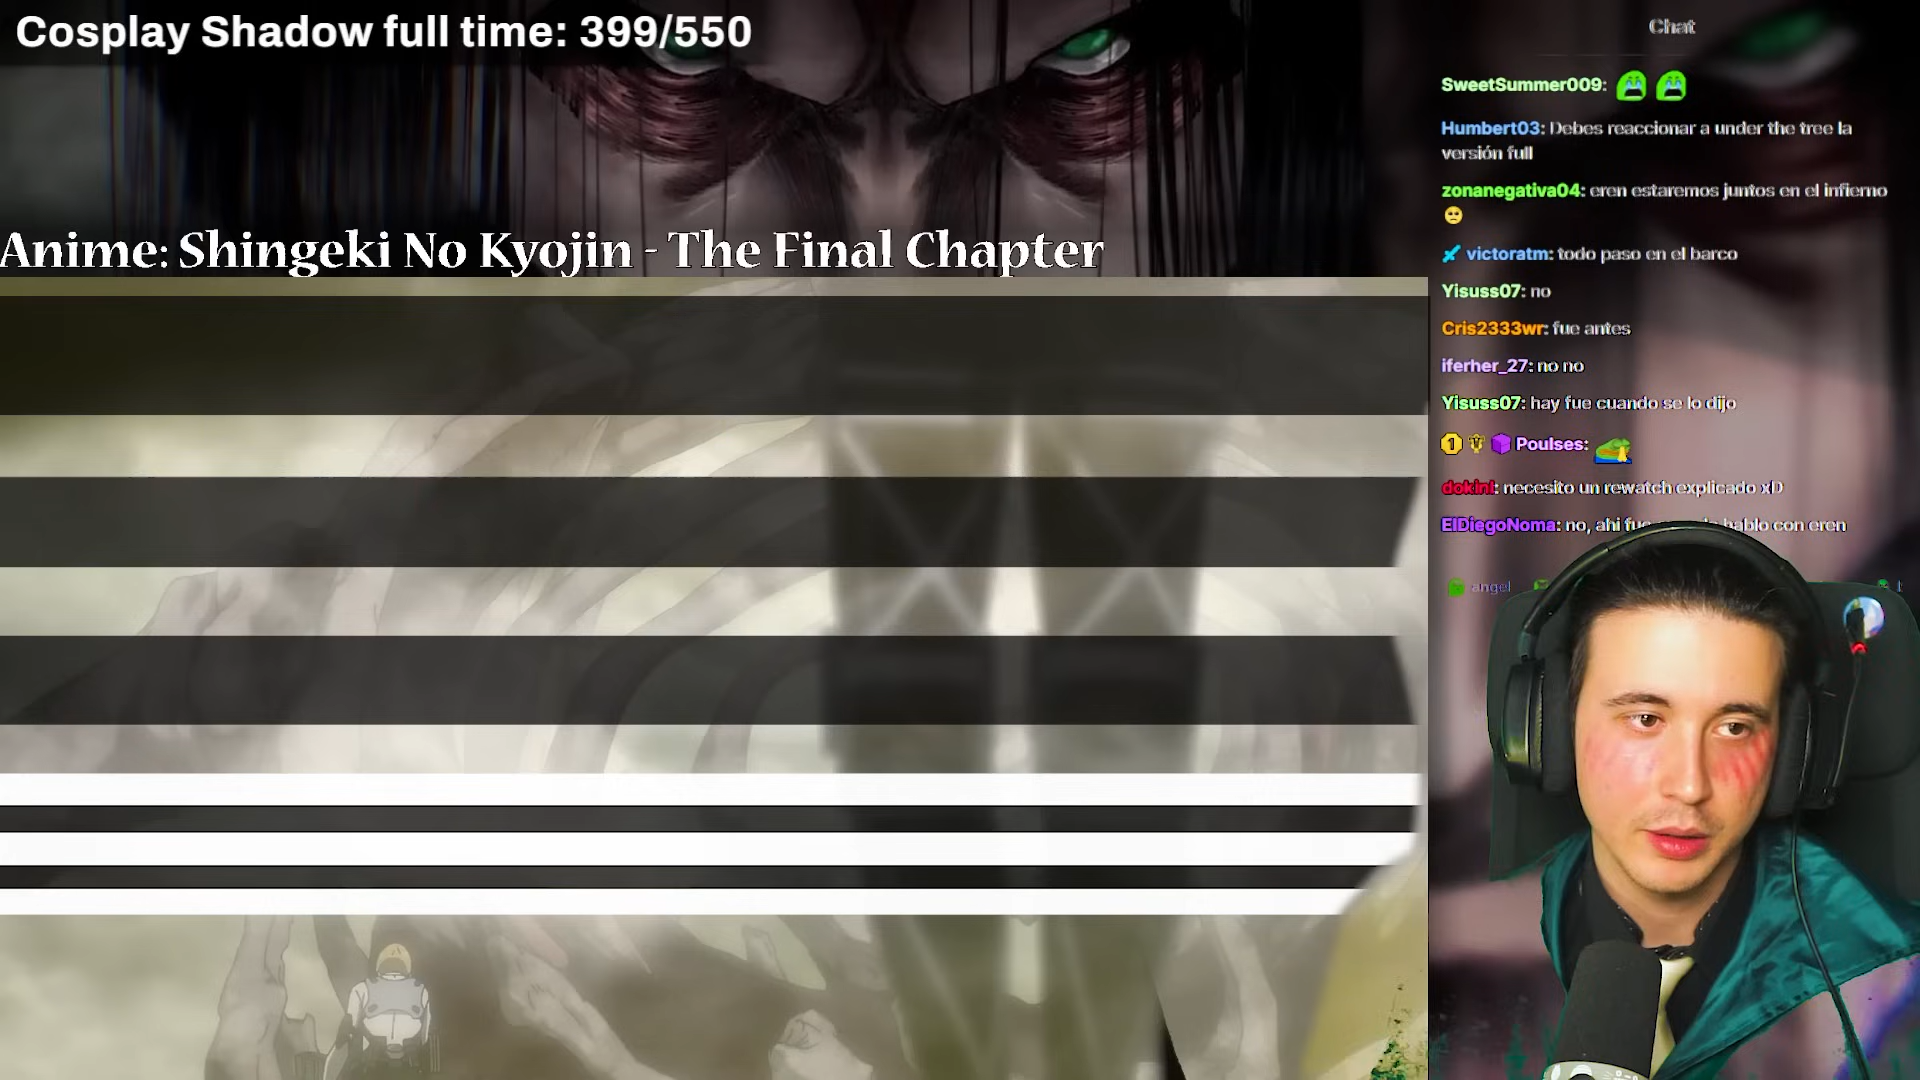 Cosplay Shadow full time: 399/550
Anime: Shingeki No Kyojin - The Final Chapter
Chat
SweetSummer009:
Humbert03: Debes reaccionar a under the tree la
versión full
zonanegativa04: eren estaremos juntos en el infierno
victoratm: todo paso en el barco
Yisuss07: no
Cris2333wr: fue antes
iferher_27: no no
Yisuss07: hay fue cuando se lo dijo
1 Poulses:
dokini: necesito un rewatch explicado xD
ElDiegoNoma: no, ahi fue hablo con eren
angel